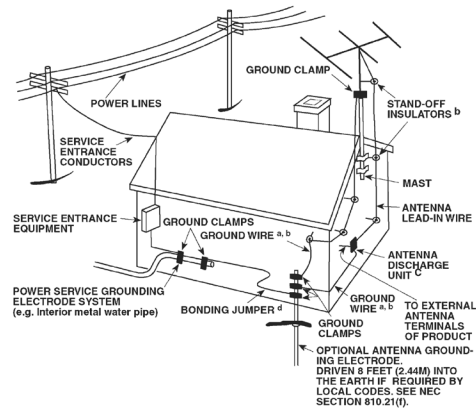 GROUND CLAMP
POWER LINES
STAND-OFF
INSULATORS b
SERVICE
ENTRANCE
CONDUCTORS
MAST
ANTENNA
LEAD-IN WIRE
SERVICE ENTRANCE
EQUIPMENT
GROUND CLAMPS
GROUND WIRE a, b
ANTENNA
DISCHARGE
UNIT C
POWER SERVICE GROUNDING
ELECTRODE SYSTEM
(e.g. Interior metal water pipe)
BONDING JUMPER d
GROUND
WIRE a, b
TO EXTERNAL
ANTENNA
TERMINALS
OF PRODUCT
GROUND
CLAMPS
OPTIONAL ANTENNA GROUND-
ING ELECTRODE.
DRIVEN 8 FEET (2.44M) INTO
THE EARTH IF REQUIRED BY
LOCAL CODES. SEE NEC
SECTION 810.21(f).